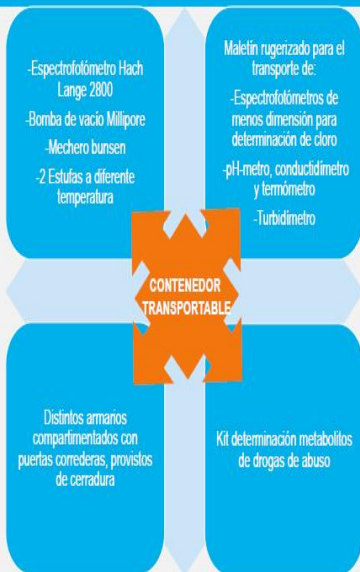 -Espectrofotómetro Hach
Lange 2800
-Bomba de vacío Millipore
-Mechero bunsen
-2 Estufas a diferente
temperatura
Maletín rugerizado para el
transporte de:
-Espectrofotómetros de
menos dimensión para
determinación de cloro
-pH-metro, conductidímetro
y termómetro
-Turbidímetro
CONTENEDOR
TRANSPORTABLE
Distintos armarios
compartimentados con
puertas correderas, provistos
de cerradura
Kit determinación metabolitos
de drogas de abuso